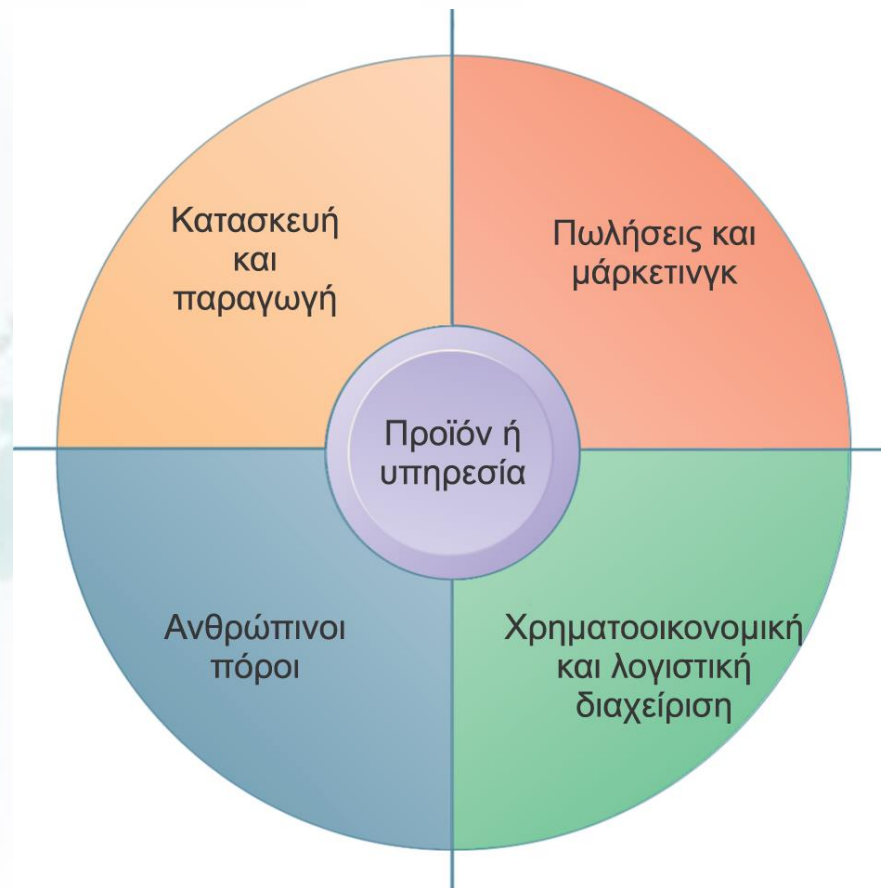 Κατασκευή
και
παραγωγή
Πωλήσεις και
μάρκετινγκ
Προϊόν ή
υπηρεσία
Ανθρώπινοι
πόροι
Χρηματοοικονομική
και λογιστική
διαχείριση